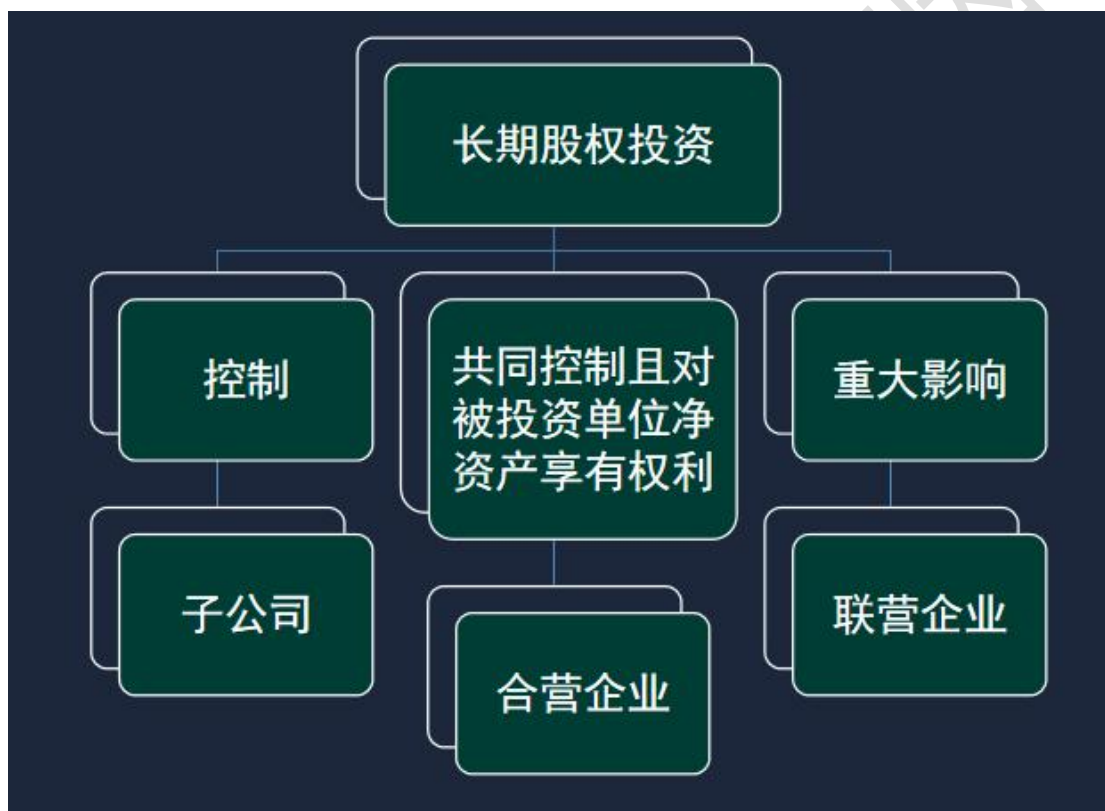 长期股权投资
控制
共同控制且对
被投资单位净
资产享有权利
重大影响
子公司
合营企业
联营企业